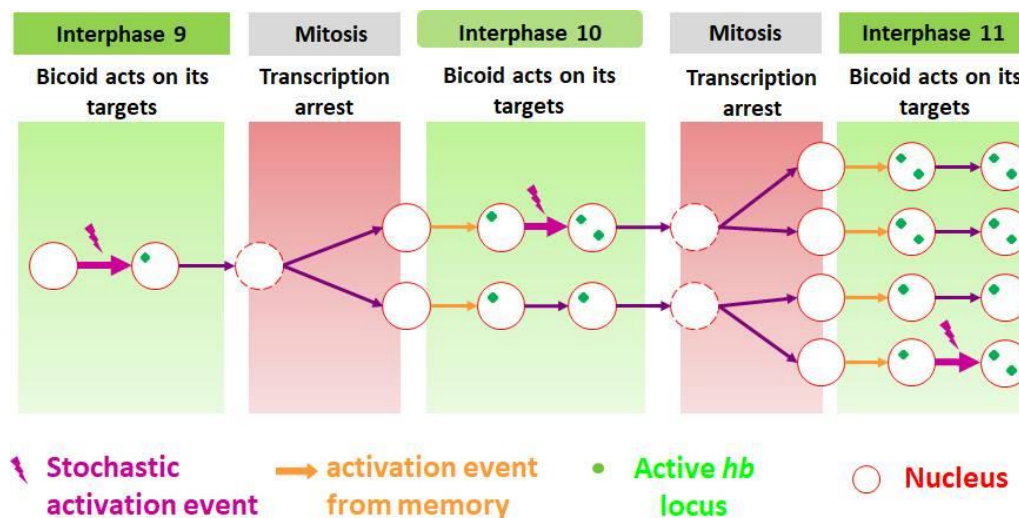 Interphase 9
Mitosis
Interphase 10
Mitosis
Interphase 11
Bicoid acts on its
targets
Transcription
arrest
Bicoid acts on its
targets
Transcription
arrest
Bicoid acts on its
targets
Stochastic
activation event
activation event
from memory
Active hb
locus
Nucleus